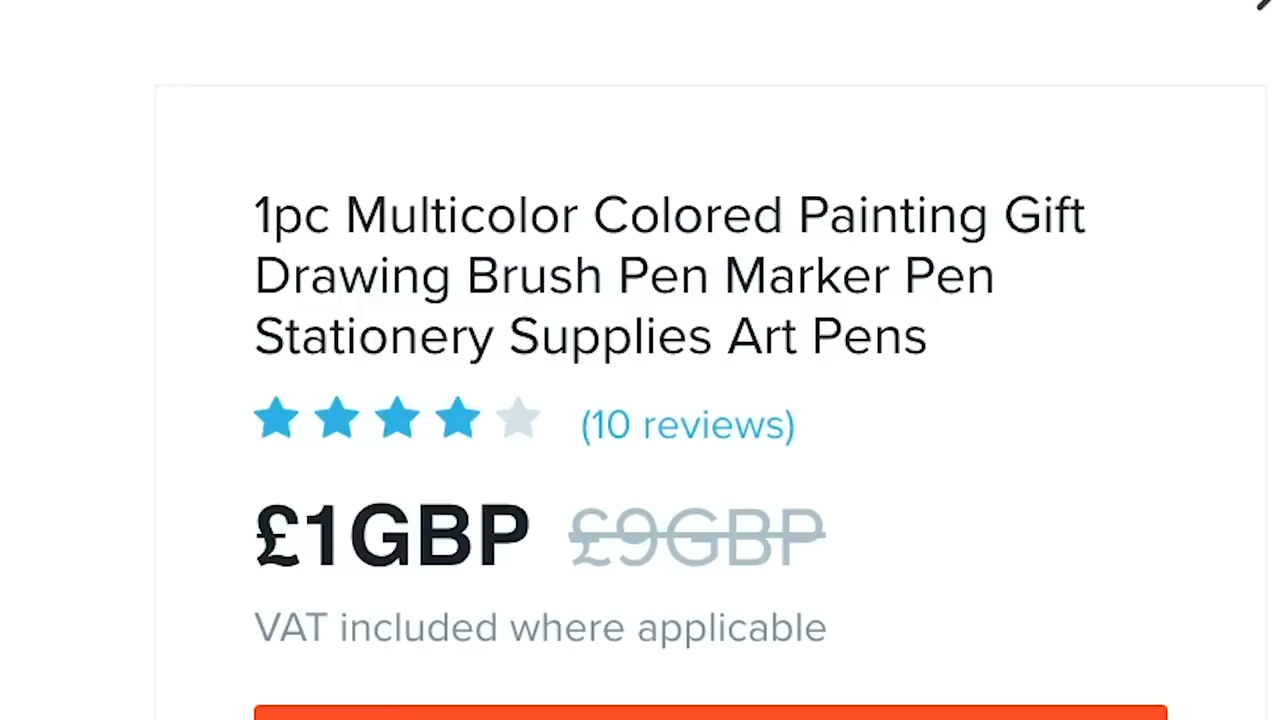 1pc Multicolor Colored Painting Gift
Drawing Brush Pen Marker Pen
Stationery Supplies Art Pens
(10 reviews)
£1GBP £9GBP
VAT included where applicable